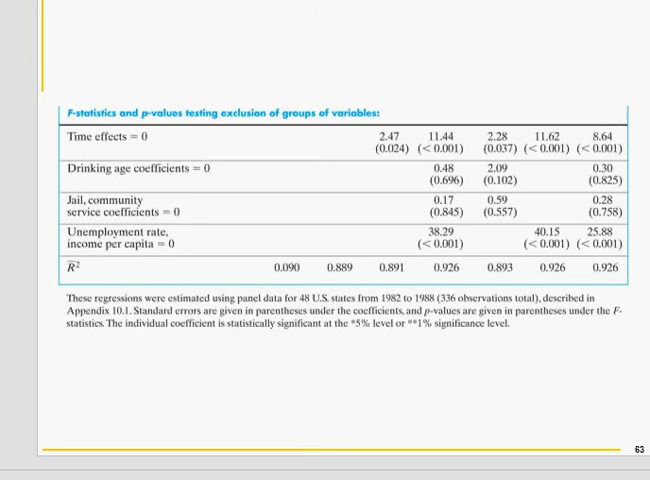 F-statistics and p-values testing exclusion of groups of variables:
Time effects = 0 2.47 11.44 2.28 11.62 8.64
(0.024) (< 0.001) (0.037) (< 0.001) (< 0.001)
Drinking age coefficients = 0 0.48 2.09 0.30
(0.696) (0.102) (0.825)
Jail, community 0.17 0.59 0.28
service coefficients = 0 (0.845) (0.557) (0.758)
Unemployment rate, 38.29 40.15 25.88
income per capita = 0 (< 0.001) (< 0.001) (< 0.001)
R̅² 0.090 0.889 0.891 0.926 0.893 0.926 0.926
These regressions were estimated using panel data for 48 U.S. states from 1982 to 1988 (336 observations total), described in
Appendix 10.1. Standard errors are given in parentheses under the coefficients, and p-values are given in parentheses under the F-
statistics. The individual coefficient is statistically significant at the *5% level or **1% significance level.
63